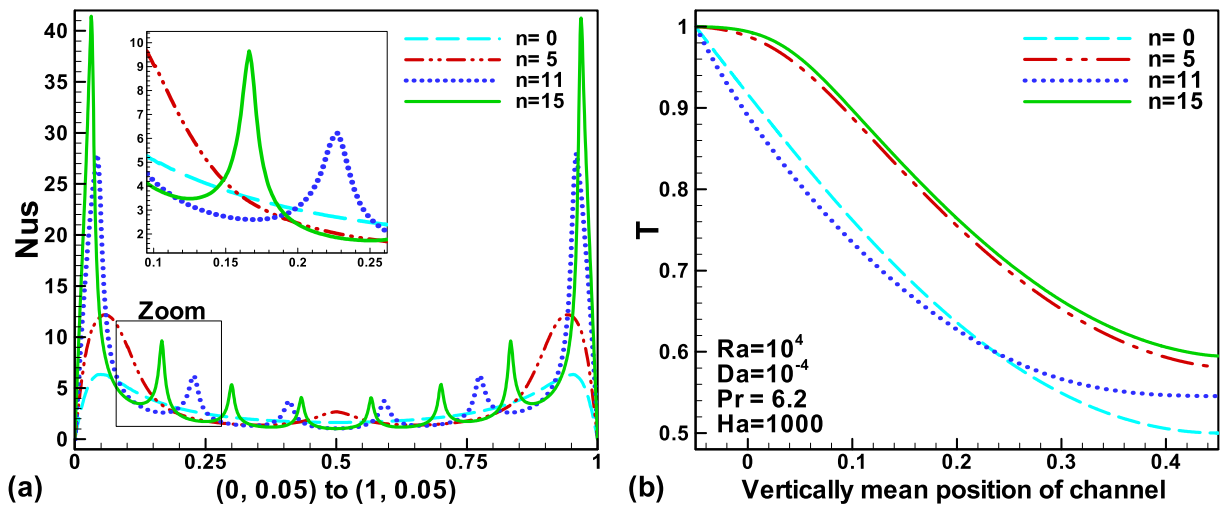 40
35
30
25
20
15
10
5
0
Nus
10
9
8
7
6
5
4
3
2
0.1
0.15
0.2
0.25
n= 0
n= 5
n=11
n=15
Zoom
0
0.25
0.5
0.75
1
(a)
(0, 0.05) to (1, 0.05)
1
0.9
0.8
0.7
0.6
0.5
T
n= 0
n= 5
n=11
n=15
Ra=10⁴
Da=10⁻⁴
Pr = 6.2
Ha=1000
0
0.1
0.2
0.3
0.4
(b)
Vertically mean position of channel